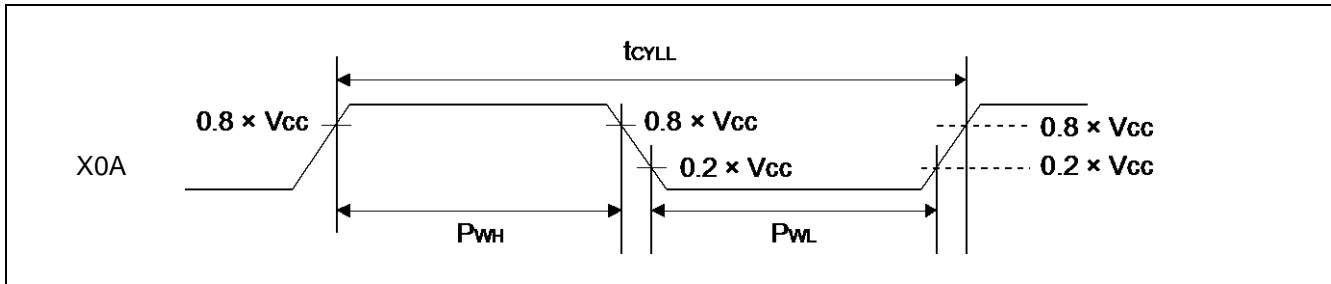 tCYLL
0.8 × Vcc
0.8 × Vcc
0.8 × Vcc
X0A
0.2 × Vcc
0.2 × Vcc
PWH
PWL